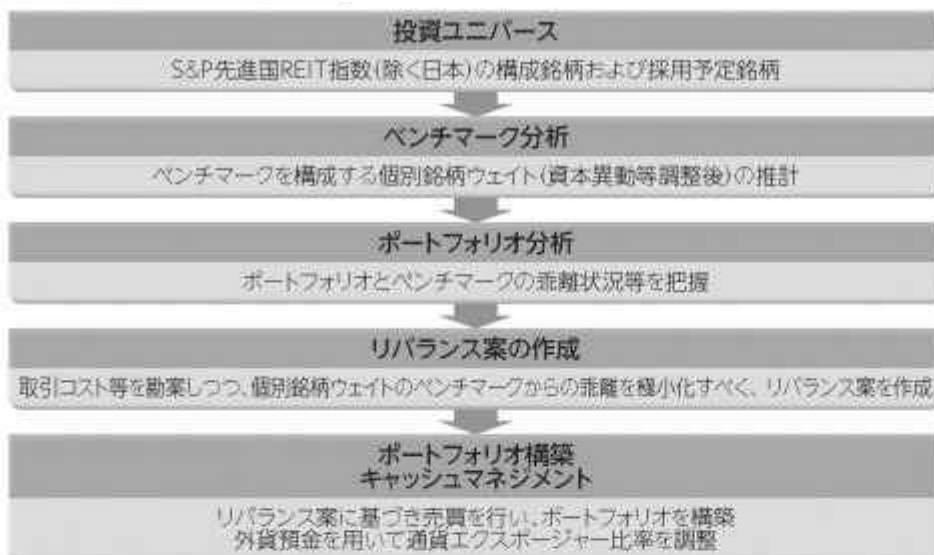 投資ユニバース
S&P先進国REIT指数(除く日本)の構成銘柄および採用予定銘柄
ベンチマーク分析
ベンチマークを構成する個別銘柄ウェイト(資本異動等調整後)の推計
ポートフォリオ分析
ポートフォリオとベンチマークの乖離状況等を把握
リバランス案の作成
取引コスト等を勘案しつつ、個別銘柄ウェイトのベンチマークからの乖離を極小化すべく、リバランス案を作成
ポートフォリオ構築
キャッシュマネジメント
リバランス案に基づき売買を行い、ポートフォリオを構築
外貨預金を用いて通貨エクスポージャー比率を調整